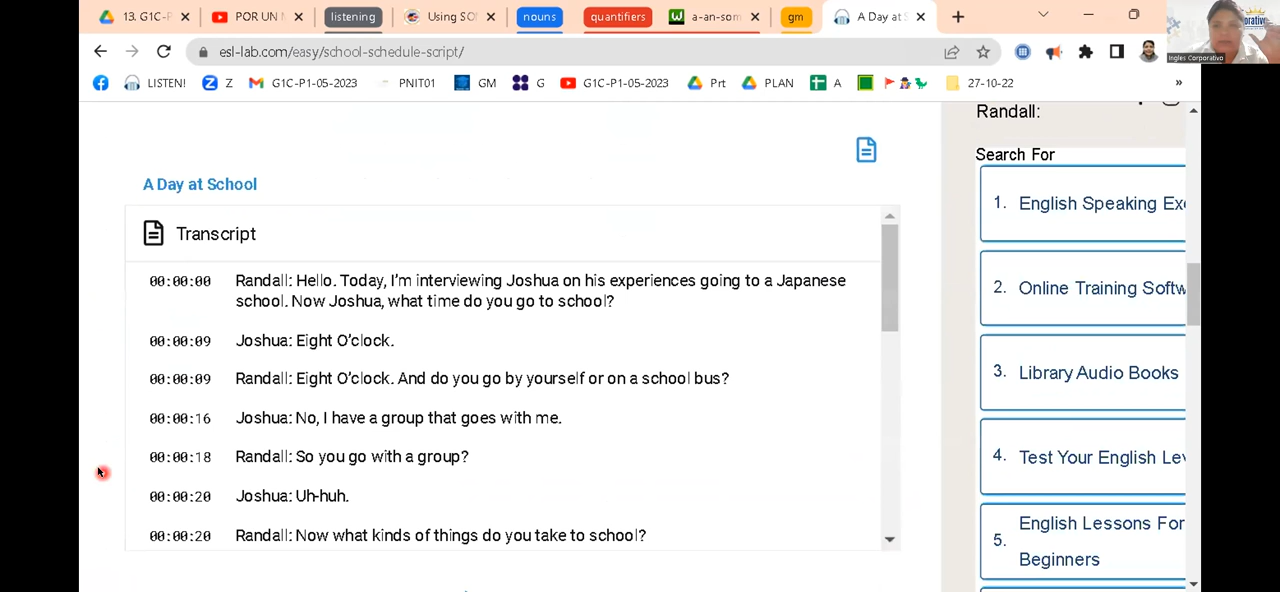 13. G1C-P
POR UN M
listening
Using SO
nouns
quantifiers
a-an-som
gm
A Day at S
esl-lab.com/easy/school-schedule-script/
Ingles Corporativo
LISTEN!
Z
G1C-P1-05-2023
PNIT01
GM
G
G1C-P1-05-2023
Prt
PLAN
A
27-10-22
»
Randall:
Search For
A Day at School
Transcript
00:00:00 Randall: Hello. Today, I'm interviewing Joshua on his experiences going to a Japanese
school. Now Joshua, what time do you go to school?
00:00:09 Joshua: Eight O'clock.
00:00:09 Randall: Eight O'clock. And do you go by yourself or on a school bus?
00:00:16 Joshua: No, I have a group that goes with me.
00:00:18 Randall: So you go with a group?
00:00:20 Joshua: Uh-huh.
00:00:20 Randall: Now what kinds of things do you take to school?
1. English Speaking Exe
2. Online Training Softw
3. Library Audio Books
4. Test Your English Lev
5. English Lessons For
Beginners